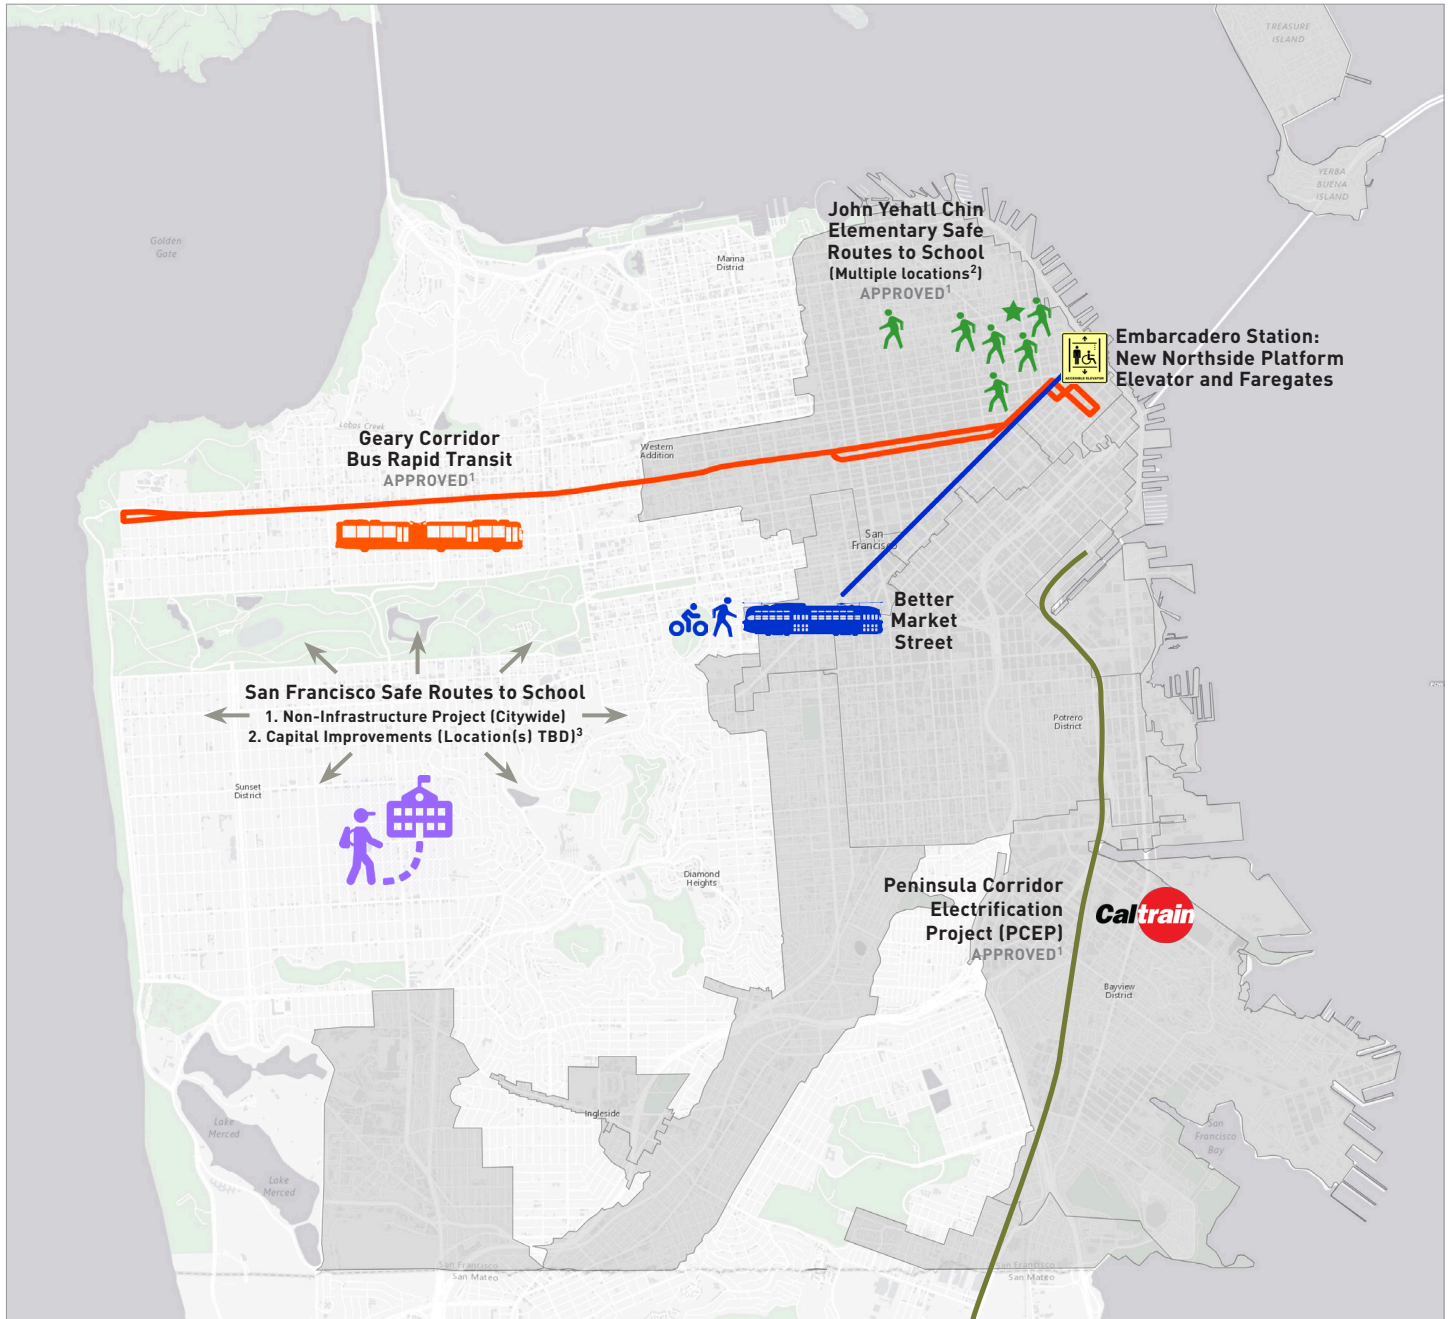 TREASURE
ISLAND
YERBA
BUENA
ISLAND
Golden
Gate
Marina
District
John Yehall Chin
Elementary Safe
Routes to School
(Multiple locations²)
APPROVED¹
Embarcadero Station:
New Northside Platform
Elevator and Faregates
ACCESSIBLE ELEVATOR
Lobos Creek
Geary Corridor
Bus Rapid Transit
APPROVED¹
Western
Addition
San
Francisco
Better
Market
Street
San Francisco Safe Routes to School
1. Non-Infrastructure Project (Citywide)
2. Capital Improvements (Location(s) TBD)³
Potrero
District
Sunset
District
Diamond
Heights
Peninsula Corridor
Electrification
Project (PCEP)
APPROVED¹
Caltrain
Bayview
District
Ingleside
Lake
Merced
Lake
Merced
San
Francisco
Bay
San Francisco
San Mateo
San Francisco
San Mateo